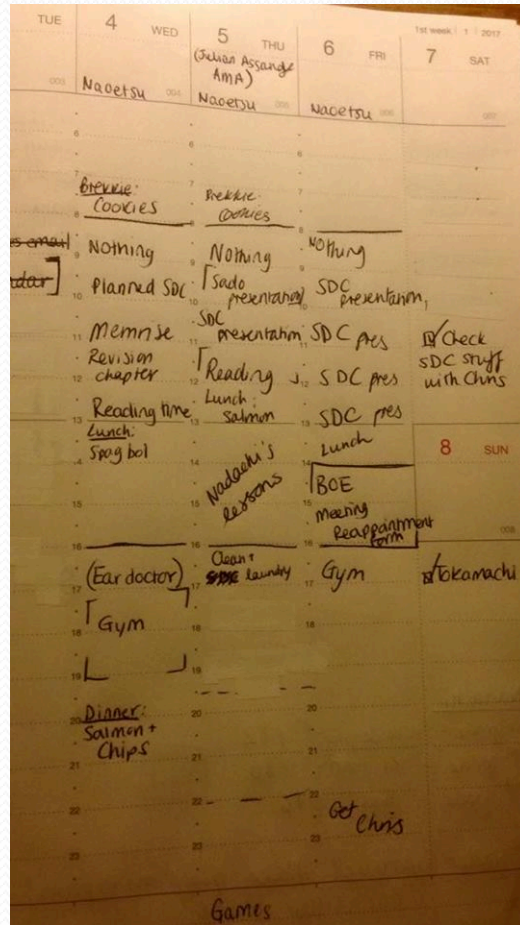 TUE
4 WED
5 THU
6 FRI
1st week 1 2017
7 SAT
(Julian Assange
AMA)
Naoetsu
Naoetsu
Naoetsu
Brekkie:
Cookies
Nothing
Planned SDC
Memrise
Revision
chapter
Reading time
Lunch:
Spag bol
(Ear doctor)
Gym
Dinner:
Salmon +
Chips
Brekkie:
Cookies
Nothing
Sado
presentation
SDC
presentation
Reading
Lunch:
Salmon
lessons
Clean +
laundry
Nothing
SDC
presentation,
SDC pres
SDC pres
SDC pres
Lunch
BOE
Meeting
Reappantment
form
Gym
Get Chris
Check
SDC stuff
with Chris
8 SUN
Tokamachi
Games